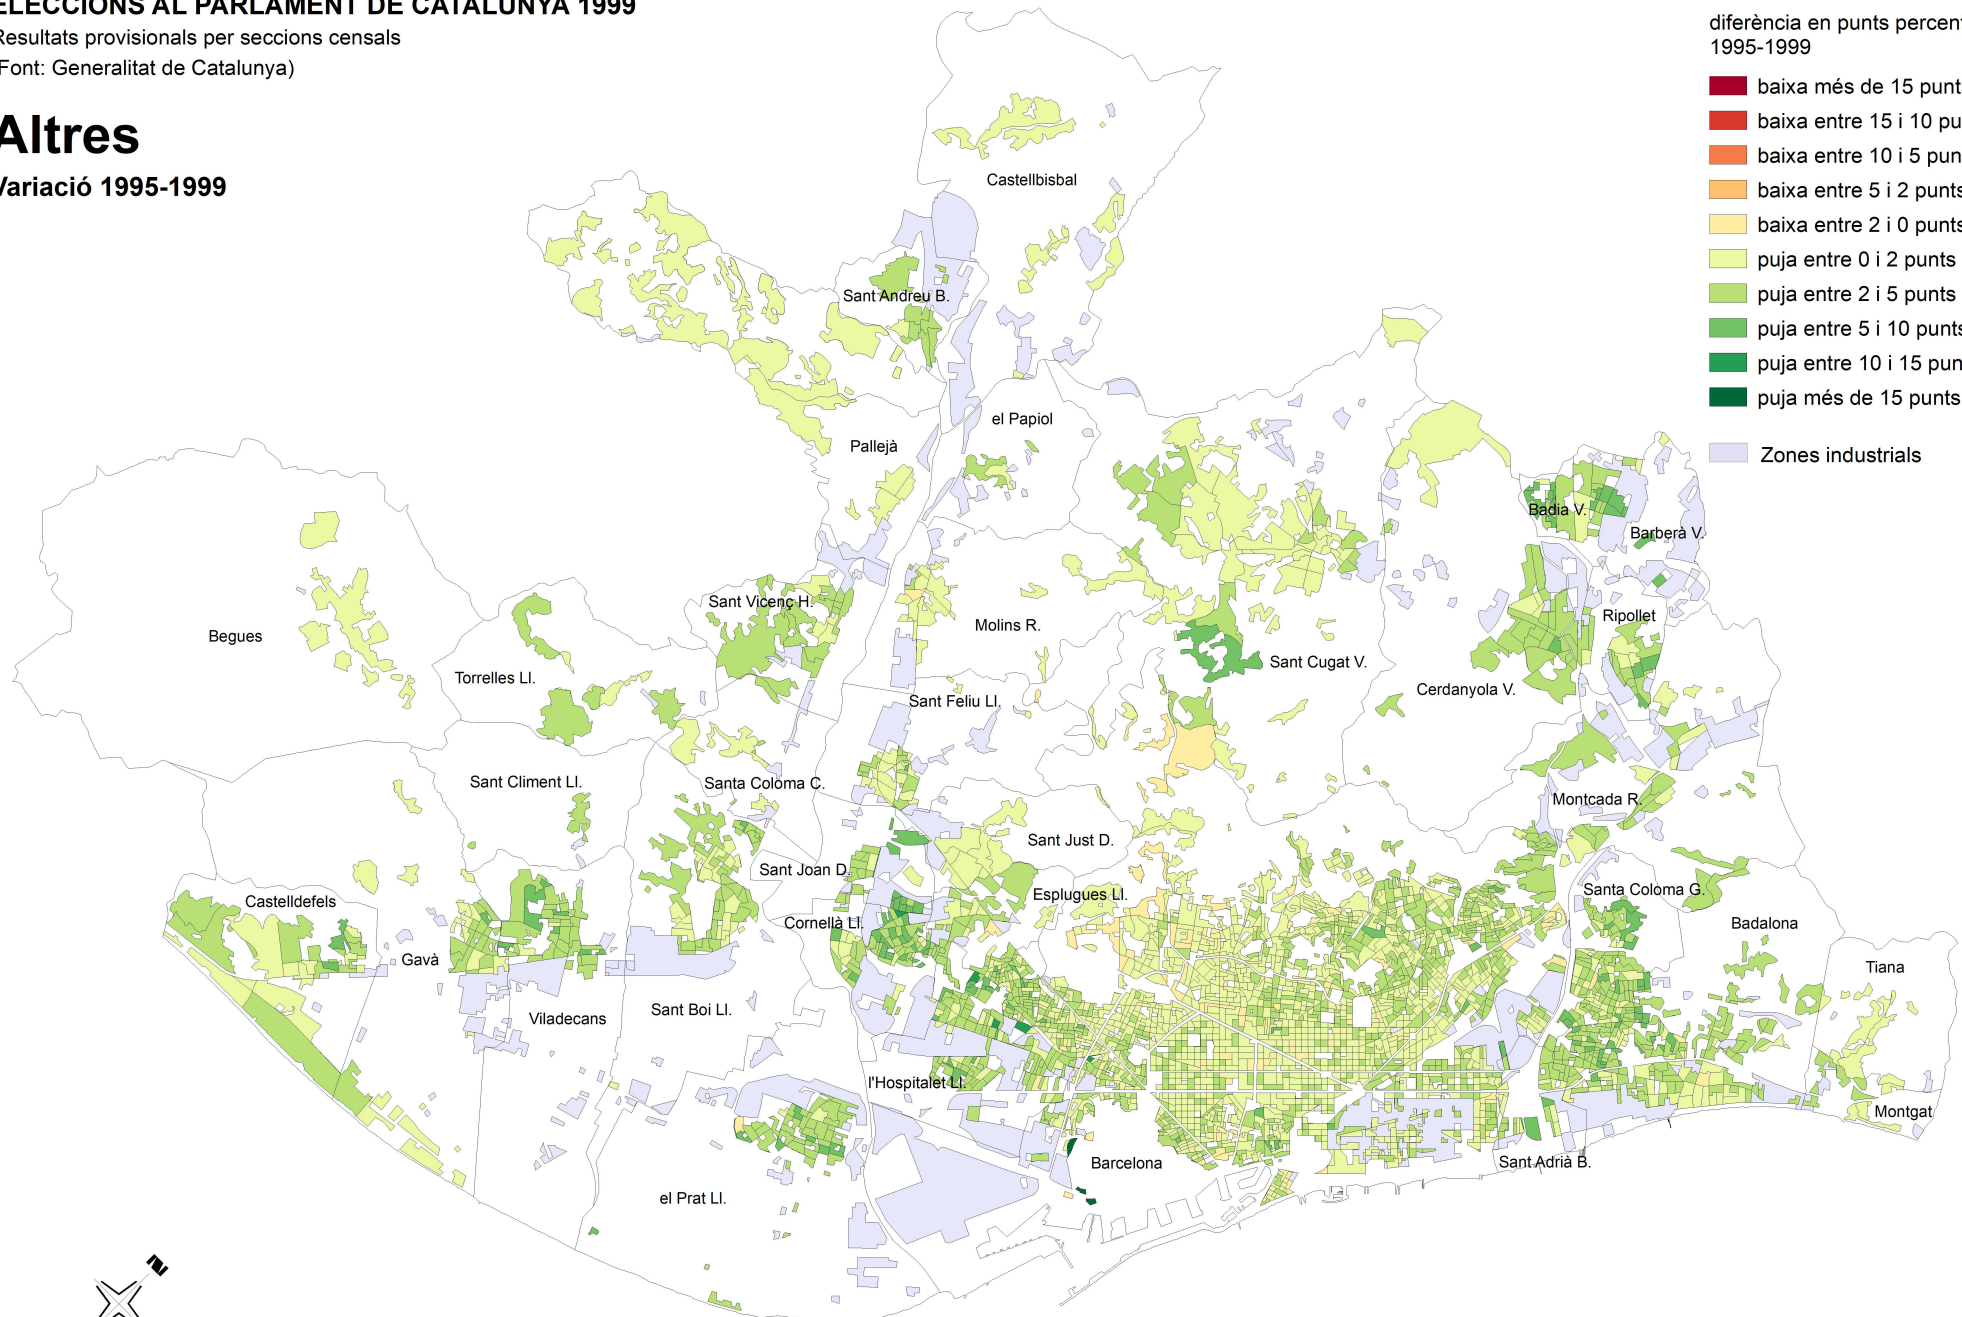 ELECCIONS AL PARLAMENT DE CATALUNYA 1999
Resultats provisionals per seccions censals
(Font: Generalitat de Catalunya)
Altres
Variació 1995-1999
diferència en punts
1995-1999
baixa més de 15
baixa entre 15 i 10
baixa entre 10 i 5
baixa entre 5 i 2 punts
baixa entre 2 i 0 punts
puja entre 0 i 2 punts
puja entre 2 i 5 punts
puja entre 5 i 10 punts
puja entre 10 i 15
puja més de 15 punts
Zones industrials
Castellbisbal
Sant Andreu B.
el Papiol
Pallejà
Badia V.
Barberà V.
Sant Vicenç H.
Ripollet
Molins R.
Begues
Sant Cugat V.
Torrelles Ll.
Cerdanyola V.
Sant Feliu Ll.
Sant Climent Ll.
Santa Coloma C.
Montcada R.
Sant Just D.
Sant Joan D.
Santa Coloma G.
Esplugues Ll.
Castelldefels
Cornellà Ll.
Badalona
Gavà
Tiana
Sant Boi Ll.
Viladecans
l'Hospitalet Ll.
Montgat
Barcelona
Sant Adrià B.
el Prat Ll.
N